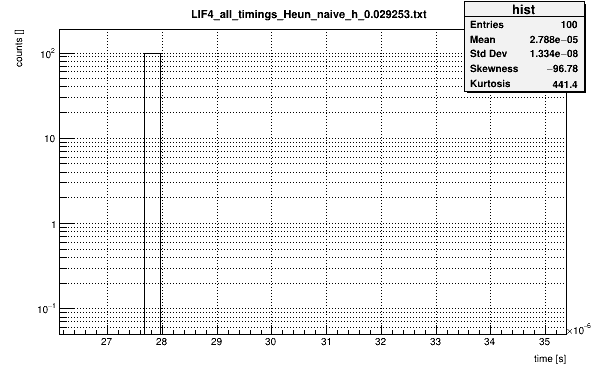 LIF4_all_timings_Heun_naive_h_0.029253.txt
hist
Entries 100
Mean 2.788e−05
Std Dev 1.334e−08
Skewness −96.78
Kurtosis 441.4
counts []
10²
10
1
10⁻¹
27 28 29 30 31 32 33 34 35
×10⁻⁶
time [s]